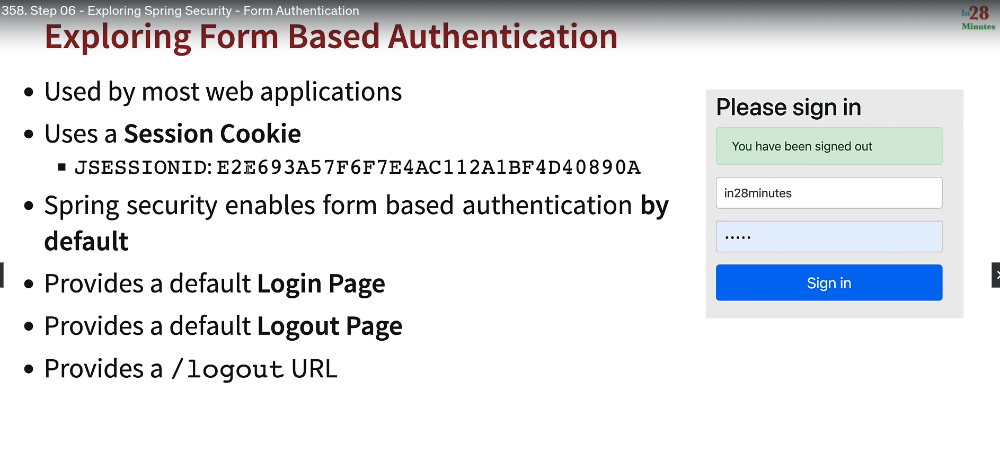 358. Step 06 - Exploring Spring Security - Form Authentication
In28
Minutes
Exploring Form Based Authentication
Used by most web applications
Uses a Session Cookie
JSESSIONID: E2E693A57F6F7E4AC112A1BF4D40890A
Spring security enables form based authentication by
default
Provides a default Login Page
Provides a default Logout Page
Provides a /logout URL
Please sign in
You have been signed out
in28minutes
•••••
Sign in